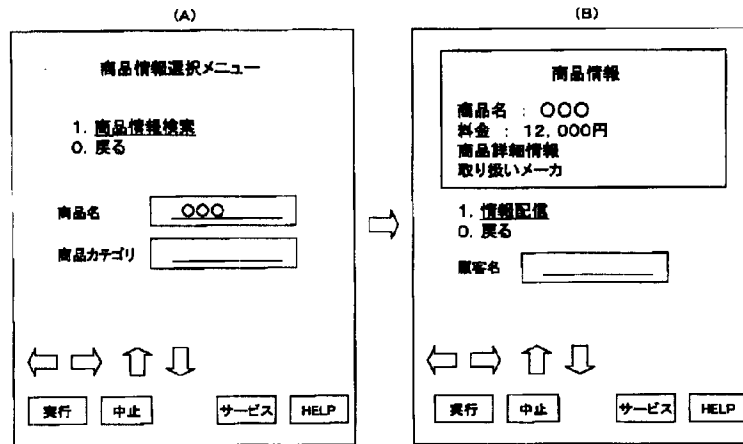 (A)
商品情報選択メニュー
1. 商品情報検索
0. 戻る
商品名 ○○○
商品カテゴリ
実行 中止 サービス HELP
(B)
商品情報
商品名 : ○○○
料金 : 12,000円
商品詳細情報
取り扱いメーカ
1. 情報配信
0. 戻る
顧客名
実行 中止 サービス HELP